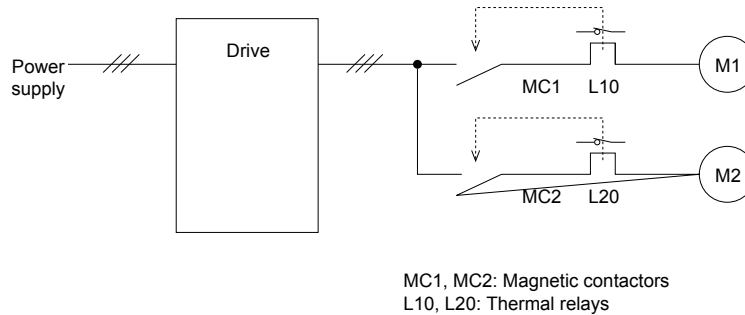 Drive
Power
supply
M1
MC1 L10
M2
MC2 L20
MC1, MC2: Magnetic contactors
L10, L20: Thermal relays